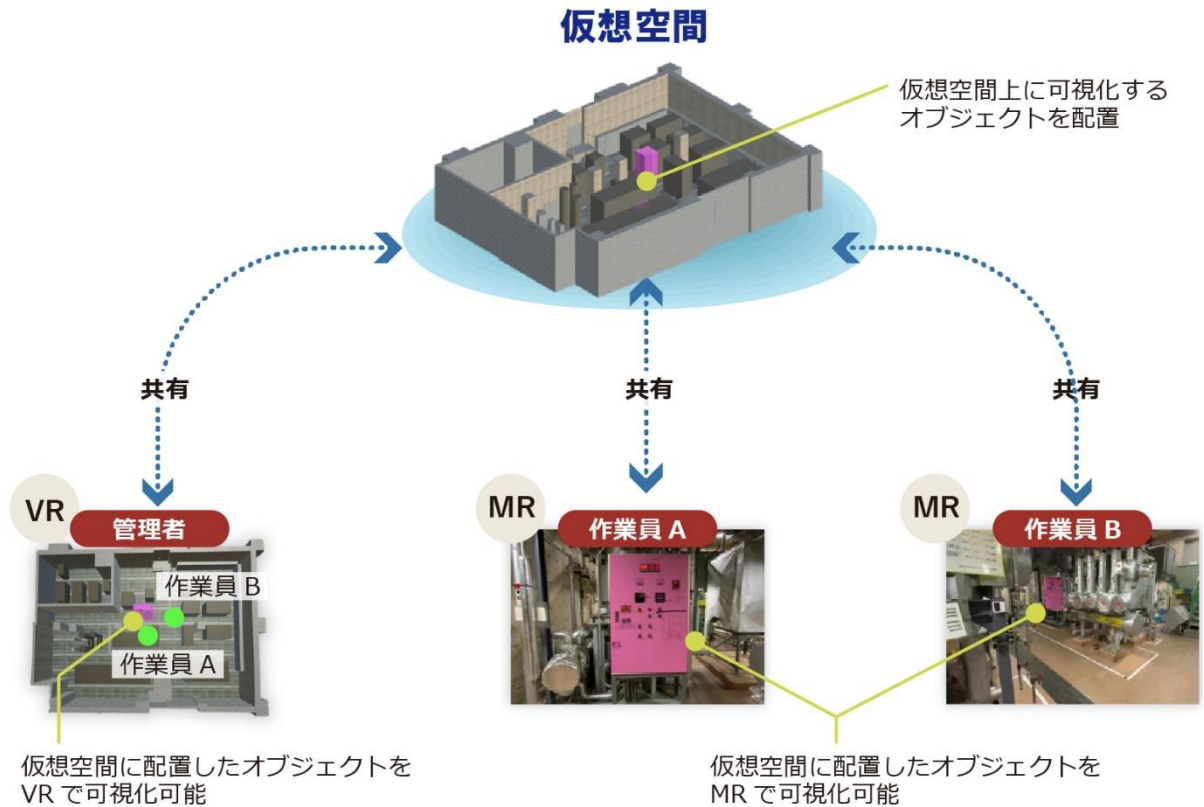 仮想空間
仮想空間上に可視化する
オブジェクトを配置
共有
共有
共有
VR
管理者
作業員 B
作業員 A
MR
作業員 A
MR
作業員 B
仮想空間に配置したオブジェクトを
VR で可視化可能
仮想空間に配置したオブジェクトを
MR で可視化可能